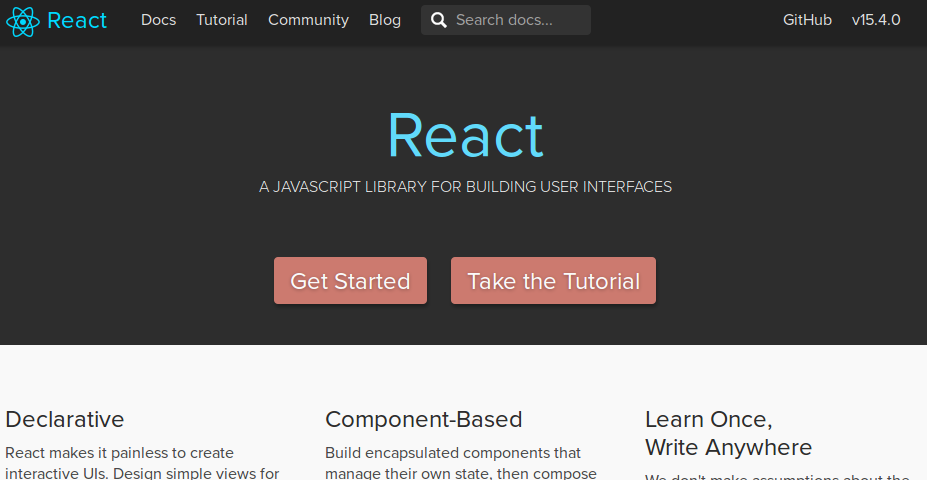 React Docs Tutorial Community Blog Search docs... GitHub v15.4.0
React
A JAVASCRIPT LIBRARY FOR BUILDING USER INTERFACES
Get Started Take the Tutorial
Declarative
React makes it painless to create
interactive UIs. Design simple views for
Component-Based
Build encapsulated components that
manage their own state, then compose
Learn Once,
Write Anywhere
We don't make assumptions about the